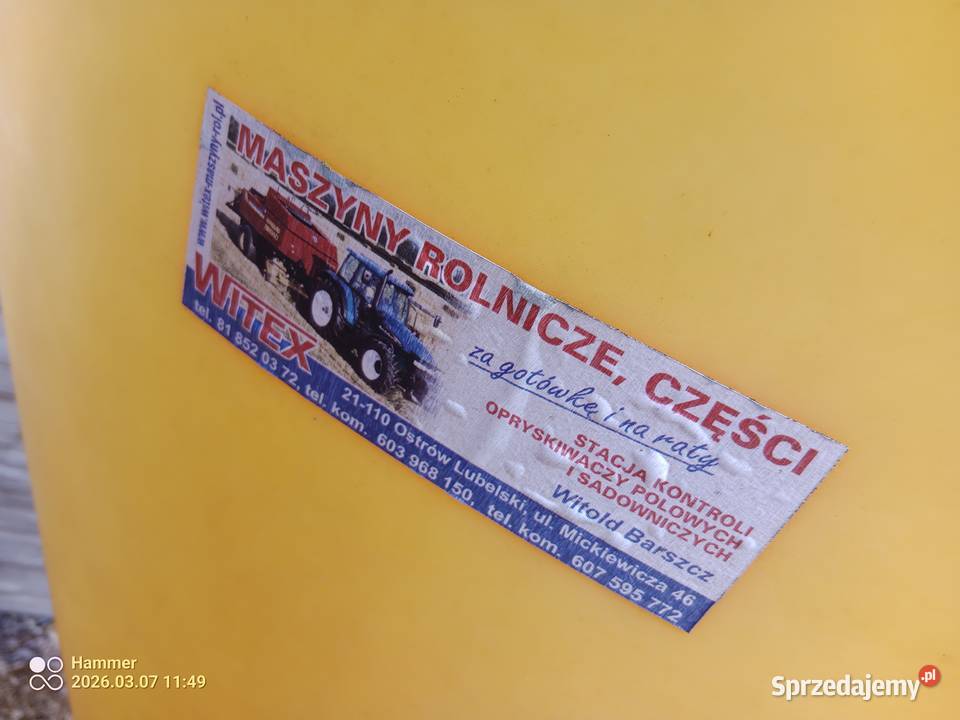 www.witex-maszyny-rol.pl
MASZYNY ROLNICZE, CZĘŚCI
za gotówkę i na raty
STACJA KONTROLI
OPRYSKIWACZY POLOWYCH
I SADOWNICZYCH
Witold Barszcz
WITEX
21-110 Ostrów Lubelski, ul. Mickiewicza 46
tel. 81 852 03 72, tel. kom. 603 968 150, tel. kom. 607 595 772
Hammer
2026.03.07 11:49
Sprzedajemy.pl